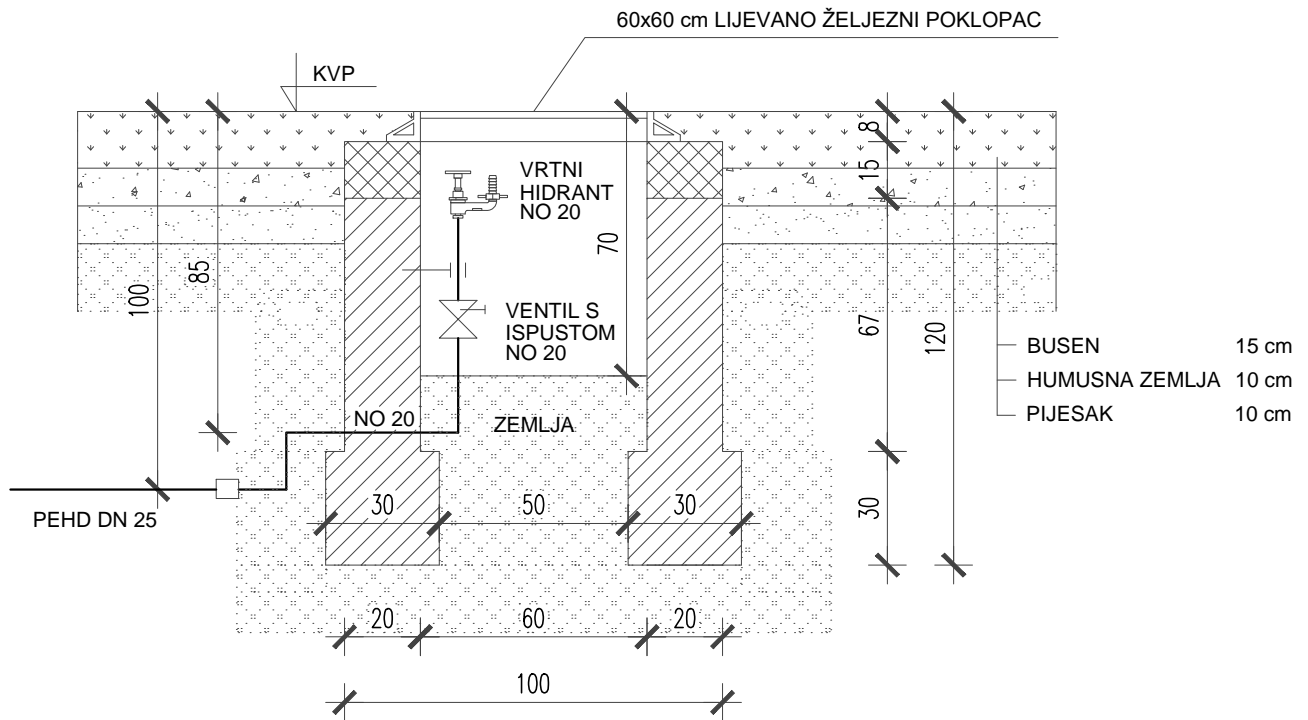 60x60 cm LIJEVANO ŽELJEZNI POKLOPAC
KVP
8
15
VRTNI
HIDRANT
NO 20
70
85
100
67
120
VENTIL S
ISPUSTOM
NO 20
BUSEN 15 cm
HUMUSNA ZEMLJA 10 cm
PIJESAK 10 cm
NO 20
ZEMLJA
30
50
30
30
PEHD DN 25
20
60
20
100